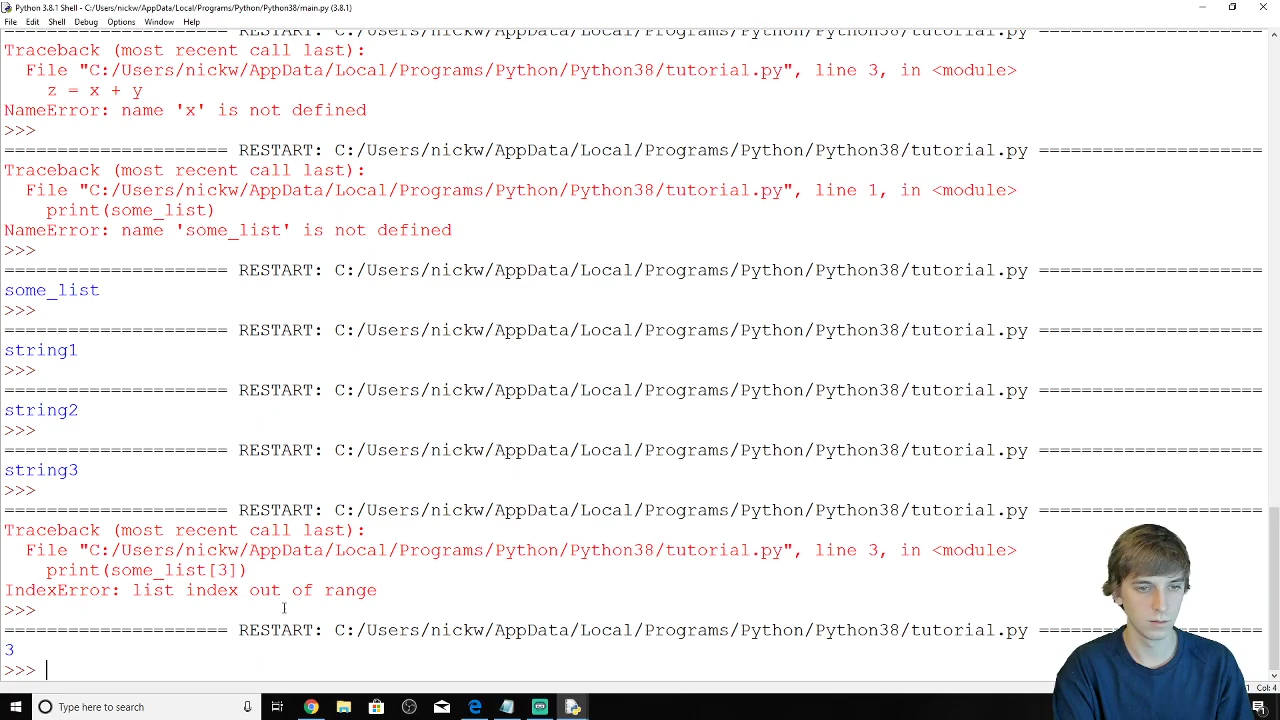 Python 3.8.1 Shell - C:/Users/nickw/AppData/Local/Programs/Python/Python38/main.py (3.8.1)
File Edit Shell Debug Options Window Help
===================== RESTART: C:/Users/nickw/AppData/Local/Programs/Python/Python38/tutorial.py =====================
Traceback (most recent call last):
  File "C:/Users/nickw/AppData/Local/Programs/Python/Python38/tutorial.py", line 3, in <module>
    z = x + y
NameError: name 'x' is not defined
>>>
===================== RESTART: C:/Users/nickw/AppData/Local/Programs/Python/Python38/tutorial.py =====================
Traceback (most recent call last):
  File "C:/Users/nickw/AppData/Local/Programs/Python/Python38/tutorial.py", line 1, in <module>
    print(some_list)
NameError: name 'some_list' is not defined
>>>
===================== RESTART: C:/Users/nickw/AppData/Local/Programs/Python/Python38/tutorial.py =====================
some_list
>>>
===================== RESTART: C:/Users/nickw/AppData/Local/Programs/Python/Python38/tutorial.py =====================
string1
>>>
===================== RESTART: C:/Users/nickw/AppData/Local/Programs/Python/Python38/tutorial.py =====================
string2
>>>
===================== RESTART: C:/Users/nickw/AppData/Local/Programs/Python/Python38/tutorial.py =====================
string3
>>>
===================== RESTART: C:/Users/nickw/AppData/Local/Programs/Python/Python38/tutorial.py =====================
Traceback (most recent call last):
  File "C:/Users/nickw/AppData/Local/Programs/Python/Python38/tutorial.py", line 3, in <module>
    print(some_list[3])
IndexError: list index out of range
>>>
===================== RESTART: C:/Users/nickw/AppData/Local/Programs/Python/Python38/tutorial.py =====================
3
>>>
Col: 4
Type here to search